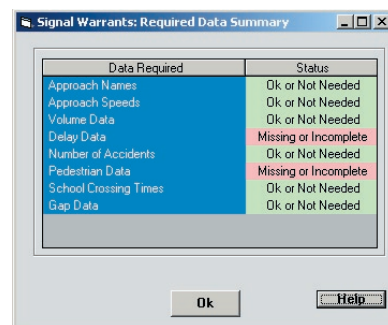 Signal Warrants: Required Data Summary
Data Required Status
Approach Names Ok or Not Needed
Approach Speeds Ok or Not Needed
Volume Data Ok or Not Needed
Delay Data Missing or Incomplete
Number of Accidents Ok or Not Needed
Pedestrian Data Missing or Incomplete
School Crossing Times Ok or Not Needed
Gap Data Ok or Not Needed
Ok Help